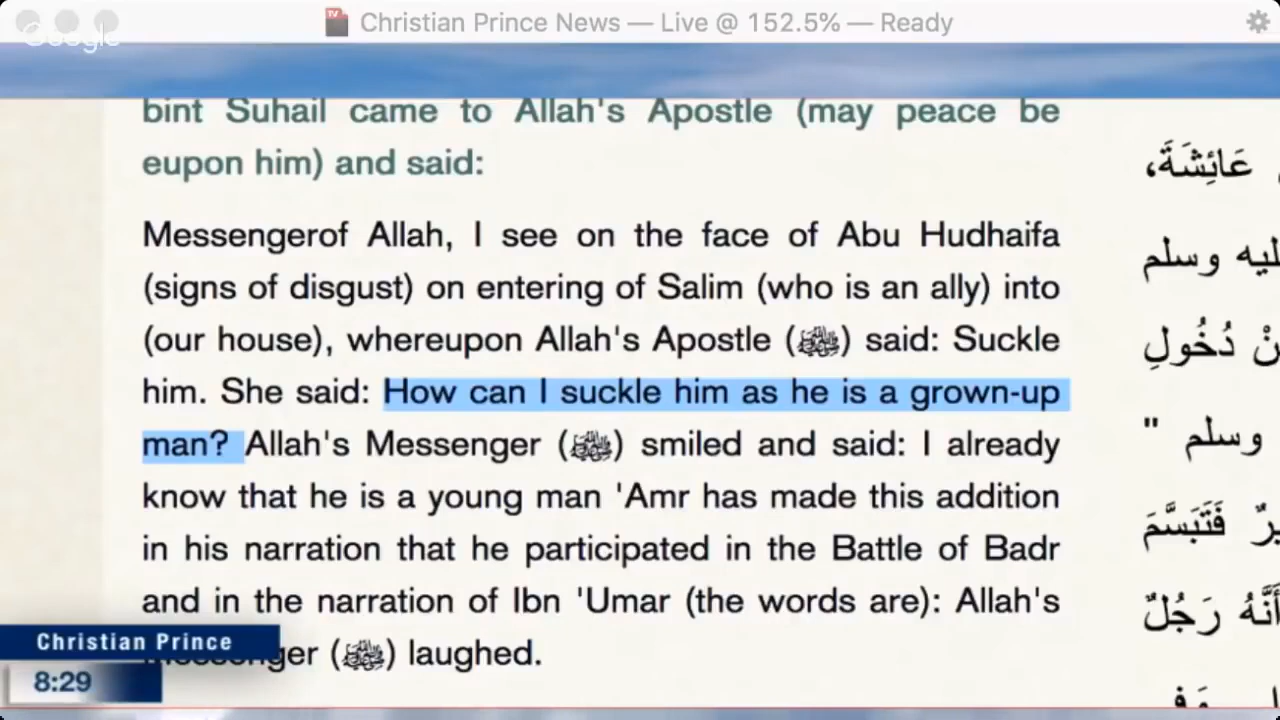 Christian Prince News — Live @ 152.5% — Ready
Google
bint Suhail came to Allah's Apostle (may peace be
eupon him) and said:
Messengerof Allah, I see on the face of Abu Hudhaifa
(signs of disgust) on entering of Salim (who is an ally) into
(our house), whereupon Allah's Apostle (ﷺ) said: Suckle
him. She said: How can I suckle him as he is a grown-up
man? Allah's Messenger (ﷺ) smiled and said: I already
know that he is a young man 'Amr has made this addition
in his narration that he participated in the Battle of Badr
and in the narration of Ibn 'Umar (the words are): Allah's
Messenger (ﷺ) laughed.
عَائِشَةَ،
ليه وسلم
نْ دُخُولِ
وسلم "
يرٌ فَتَبَسَّمَ
أَنَّهُ رَجُلٌ
Christian Prince
8:29